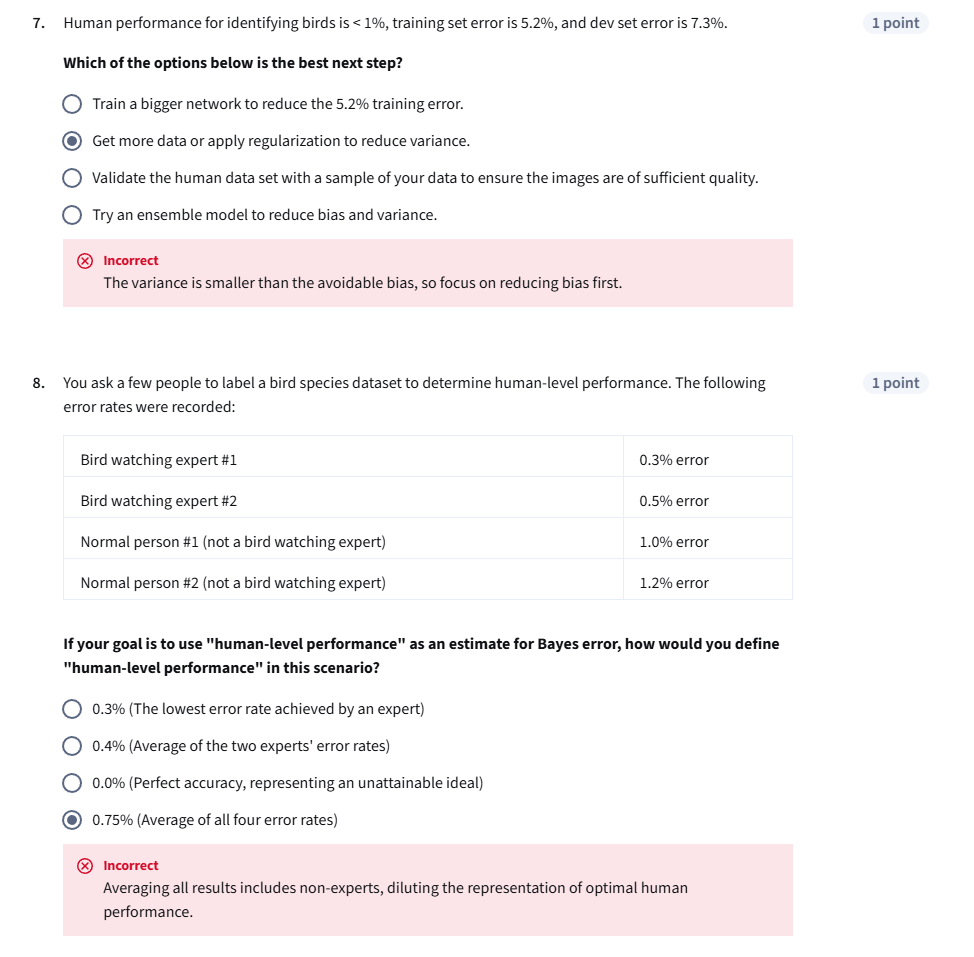 7. Human performance for identifying birds is < 1%, training set error is 5.2%, and dev set error is 7.3%. 1 point
Which of the options below is the best next step?
Train a bigger network to reduce the 5.2% training error.
Get more data or apply regularization to reduce variance.
Validate the human data set with a sample of your data to ensure the images are of sufficient quality.
Try an ensemble model to reduce bias and variance.
Incorrect
The variance is smaller than the avoidable bias, so focus on reducing bias first.
8. You ask a few people to label a bird species dataset to determine human-level performance. The following 1 point
error rates were recorded:
Bird watching expert #1 0.3% error
Bird watching expert #2 0.5% error
Normal person #1 (not a bird watching expert) 1.0% error
Normal person #2 (not a bird watching expert) 1.2% error
If your goal is to use "human-level performance" as an estimate for Bayes error, how would you define
"human-level performance" in this scenario?
0.3% (The lowest error rate achieved by an expert)
0.4% (Average of the two experts' error rates)
0.0% (Perfect accuracy, representing an unattainable ideal)
0.75% (Average of all four error rates)
Incorrect
Averaging all results includes non-experts, diluting the representation of optimal human
performance.